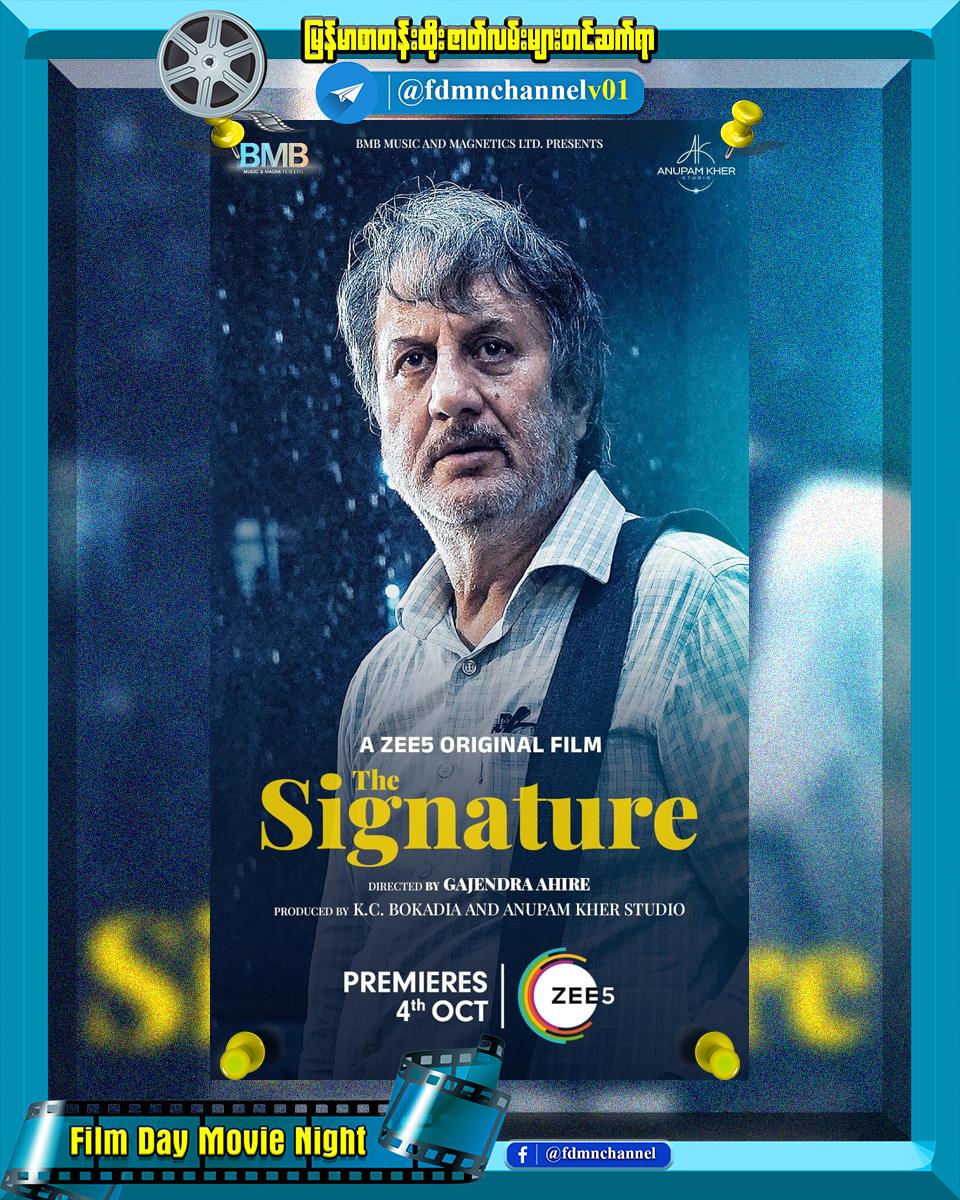 မြန်မာစာတန်းထိုးဇာတ်လမ်းများတင်ဆက်ရာ
@fdmnchannelv01
BMB
MUSIC & MAGNETICS LTD.
BMB MUSIC AND MAGNETICS LTD. PRESENTS
AK
ANUPAM KHER
STUDIO
A ZEE5 ORIGINAL FILM
The
Signature
DIRECTED BY GAJENDRA AHIRE
PRODUCED BY K.C. BOKADIA AND ANUPAM KHER STUDIO
PREMIERES
4th OCT
ZEE5
Film Day Movie Night
@fdmnchannel